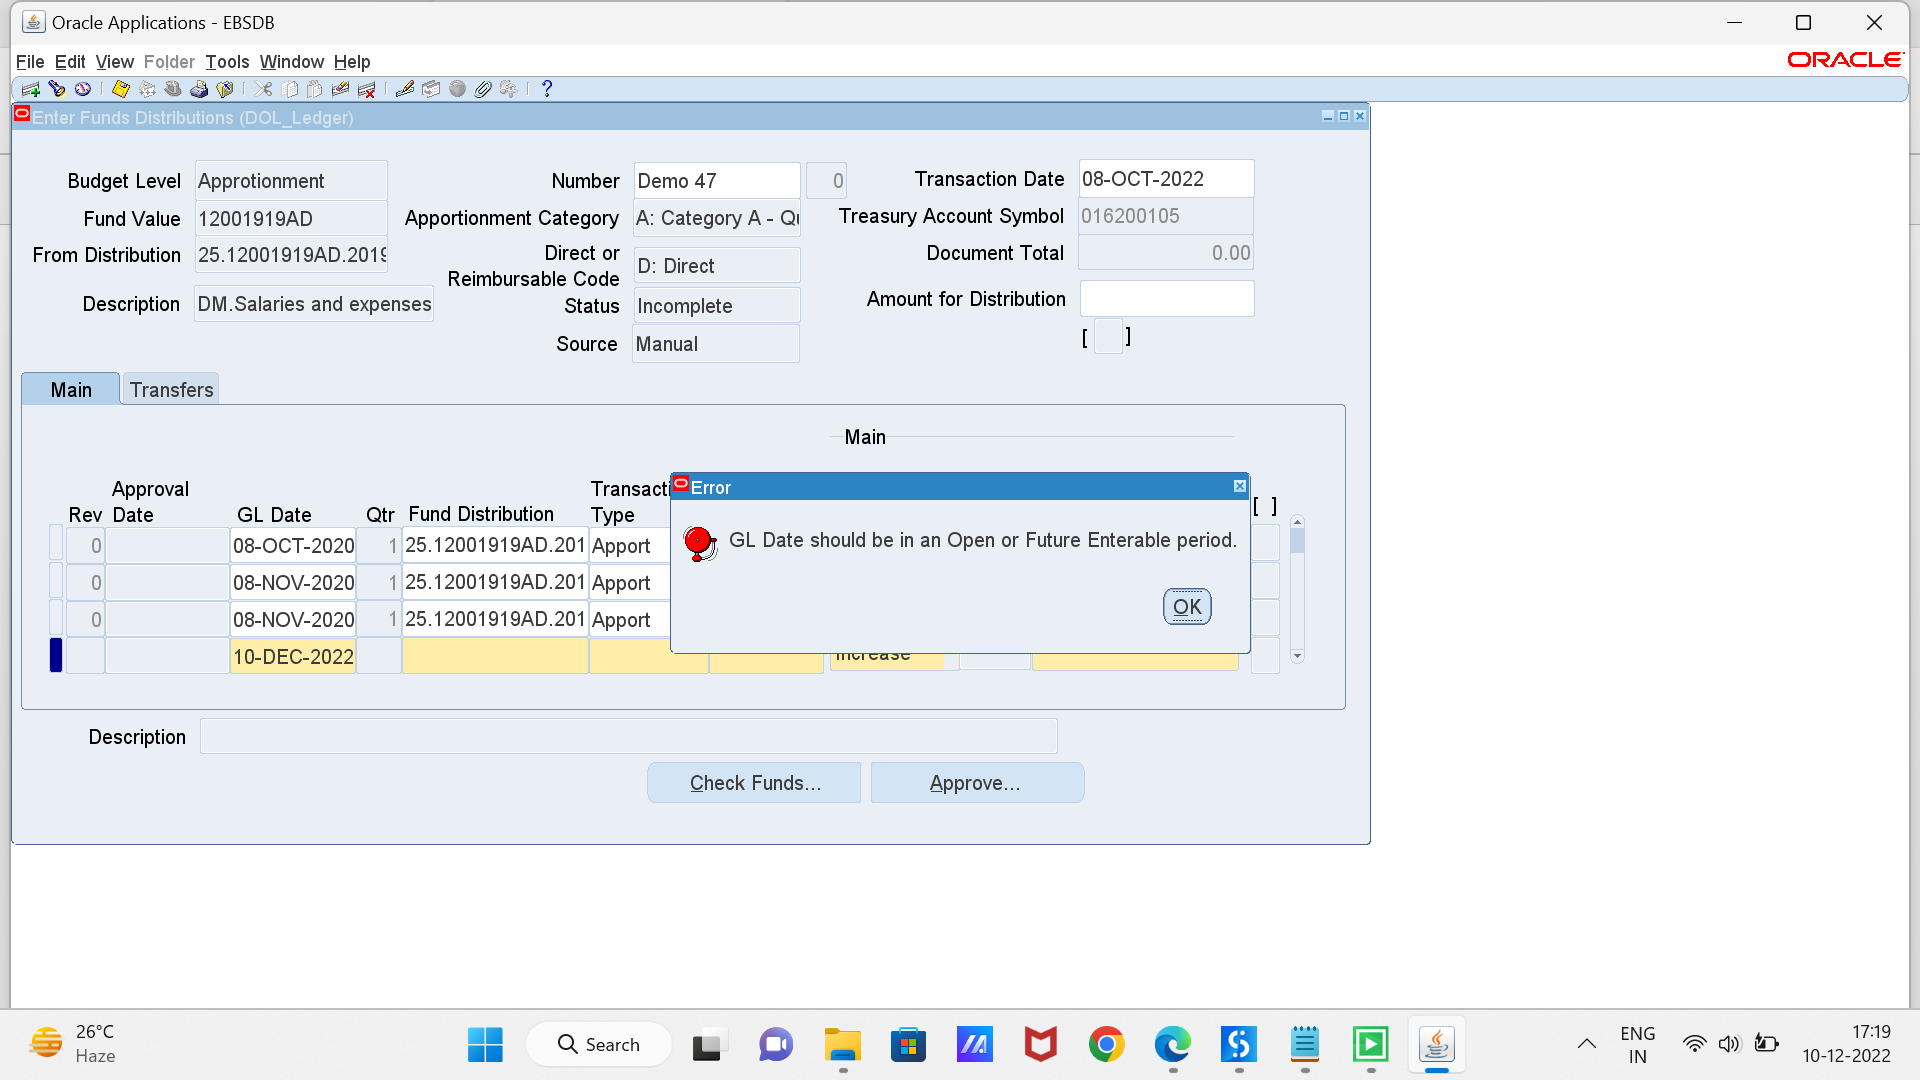 Oracle Applications - EBSDB
File Edit View Folder Tools Window Help
ORACLE
Enter Funds Distributions (DOL_Ledger)
Budget Level Approtionment
Number Demo 47 0
Transaction Date 08-OCT-2022
Fund Value 12001919AD
Apportionment Category A: Category A - Qu
Treasury Account Symbol 016200105
From Distribution 25.12001919AD.2019
Direct or
Reimbursable Code D: Direct
Document Total 0.00
Description DM.Salaries and expenses
Status Incomplete
Amount for Distribution
[ ]
Source Manual
Main Transfers
Main
Rev Approval Date GL Date Qtr Fund Distribution Transacti Type [ ]
0 08-OCT-2020 1 25.12001919AD.201 Apport
0 08-NOV-2020 1 25.12001919AD.201 Apport
0 08-NOV-2020 1 25.12001919AD.201 Apport
10-DEC-2022 Increase
Error
GL Date should be in an Open or Future Enterable period.
OK
Description
Check Funds...
Approve...
26°C
Haze
Search
ENG
IN
17:19
10-12-2022